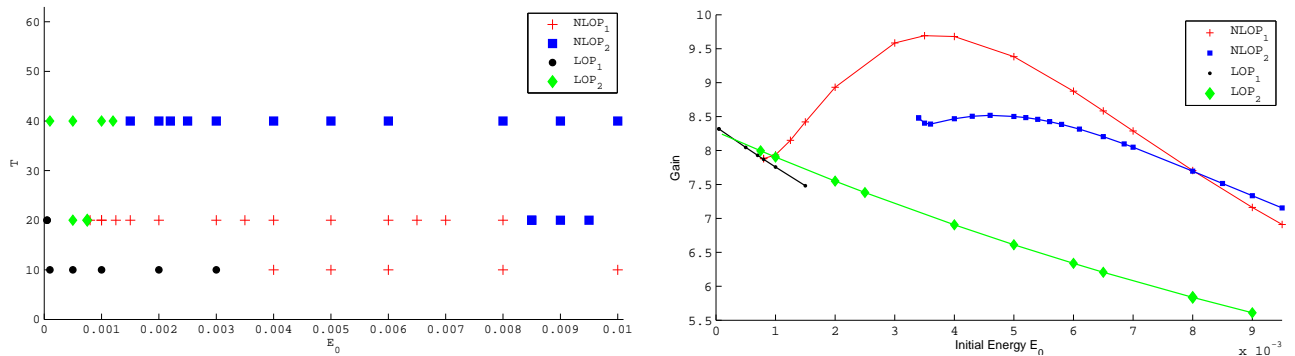 60
50
40
30
20
10
0
T
0
0.001
0.002
0.003
0.004
0.005
0.006
0.007
0.008
0.009
0.01
E0
NLOP1
NLOP2
LOP1
LOP2
10
9.5
9
8.5
8
7.5
7
6.5
6
5.5
Gain
0
1
2
3
4
5
6
7
8
9
x 10-3
Initial Energy E0
NLOP1
NLOP2
LOP1
LOP2